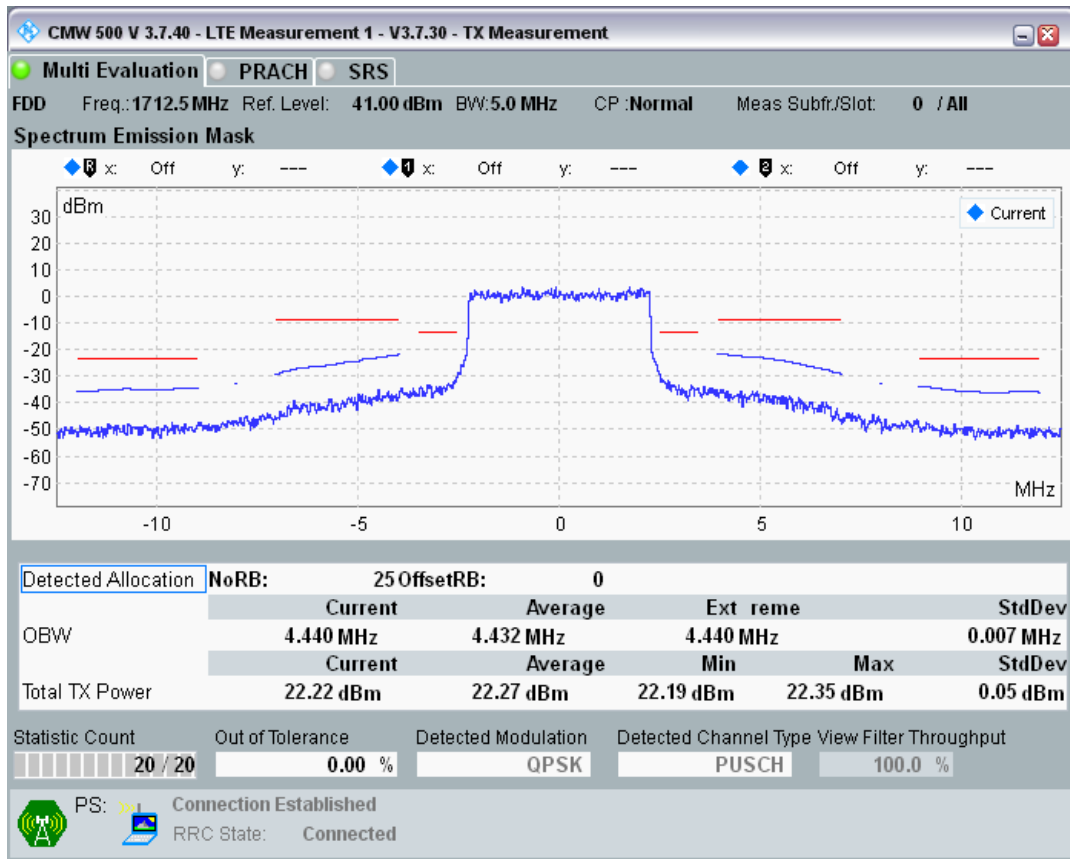 CMW 500 V 3.7.40 - LTE Measurement 1 - V3.7.30 - TX Measurement
Multi Evaluation PRACH SRS
FDD Freq.: 1712.5 MHz Ref. Level: 41.00 dBm BW: 5.0 MHz CP : Normal Meas Subfr./Slot: 0 / All
Spectrum Emission Mask
R x: Off y: --- 1 x: Off y: --- 2 x: Off y: ---
dBm
Current
30
20
10
0
-10
-20
-30
-40
-50
-60
-70
MHz
-10 -5 0 5 10
Detected Allocation NoRB: 25 OffsetRB: 0
Current Average Ext reme StdDev
OBW 4.440 MHz 4.432 MHz 4.440 MHz 0.007 MHz
Current Average Min Max StdDev
Total TX Power 22.22 dBm 22.27 dBm 22.19 dBm 22.35 dBm 0.05 dBm
Statistic Count Out of Tolerance Detected Modulation Detected Channel Type View Filter Throughput
20 / 20 0.00 % QPSK PUSCH 100.0 %
PS: Connection Established
RRC State: Connected